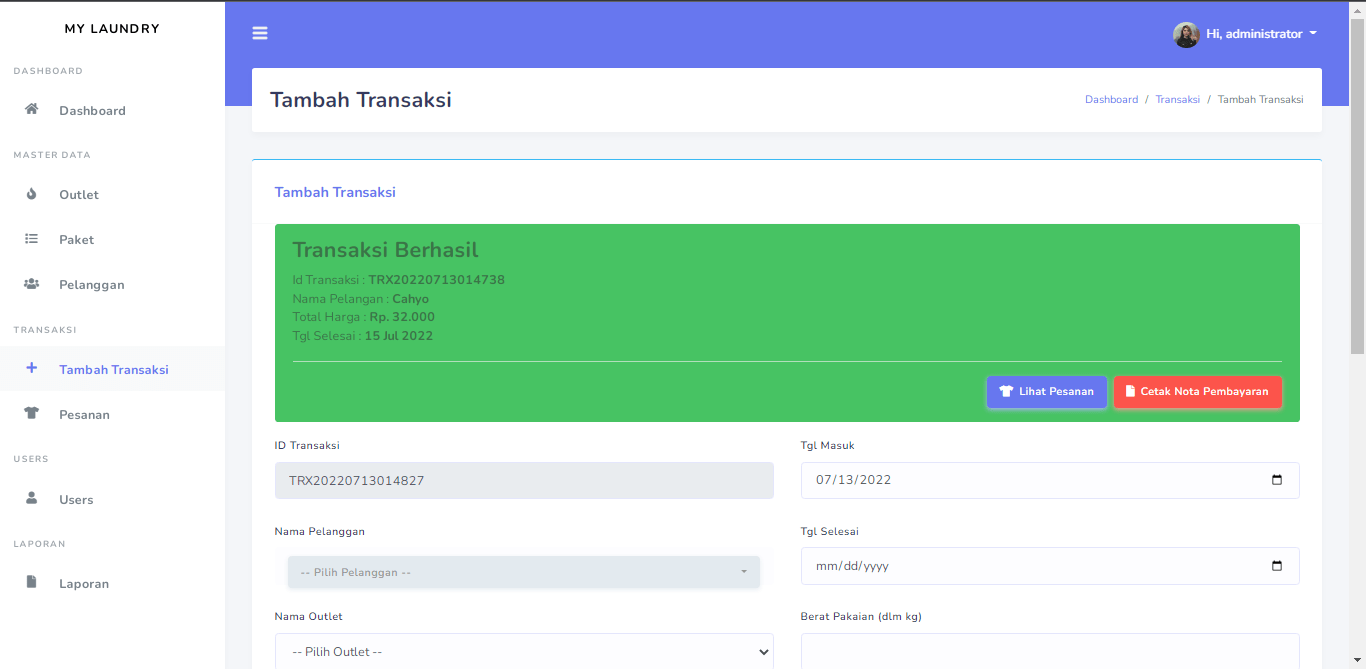 MY LAUNDRY
DASHBOARD
Dashboard
MASTER DATA
Outlet
Paket
Pelanggan
TRANSAKSI
Tambah Transaksi
Pesanan
USERS
Users
LAPORAN
Laporan
Hi, administrator
Tambah Transaksi
Dashboard / Transaksi / Tambah Transaksi
Tambah Transaksi
Transaksi Berhasil
Id Transaksi : TRX20220713014738
Nama Pelangan : Cahyo
Total Harga : Rp. 32.000
Tgl Selesai : 15 Jul 2022
Lihat Pesanan
Cetak Nota Pembayaran
ID Transaksi
TRX20220713014827
Tgl Masuk
07/13/2022
Nama Pelanggan
-- Pilih Pelanggan --
Tgl Selesai
mm/dd/yyyy
Nama Outlet
-- Pilih Outlet --
Berat Pakaian (dlm kg)